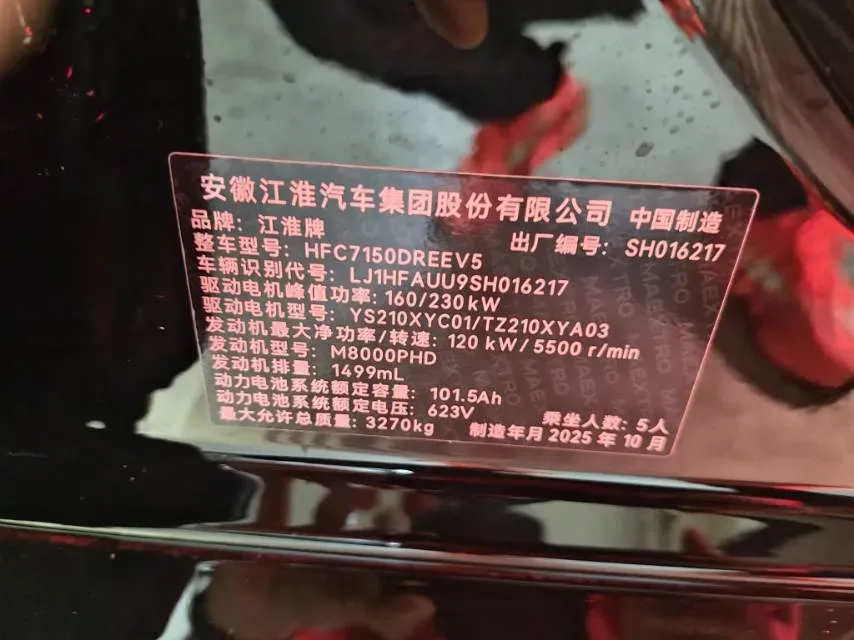 安徽江淮汽车集团股份有限公司 中国制造
品牌: 江淮牌 出厂编号: SH016217
整车型号: HFC7150DREEV5
车辆识别代号: LJ1HFAUU9SH016217
驱动电机峰值功率: 160/230kW
驱动电机型号: YS210XYC01/TZ210XYA03
发动机最大净功率/转速: 120 kW/5500 r/min
发动机型号: M8000PHD
发动机排量: 1499mL
动力电池系统额定容量: 101.5Ah
动力电池系统额定电压: 623V 乘坐人数: 5人
最大允许总质量: 3270kg 制造年月 2025 年 10 月